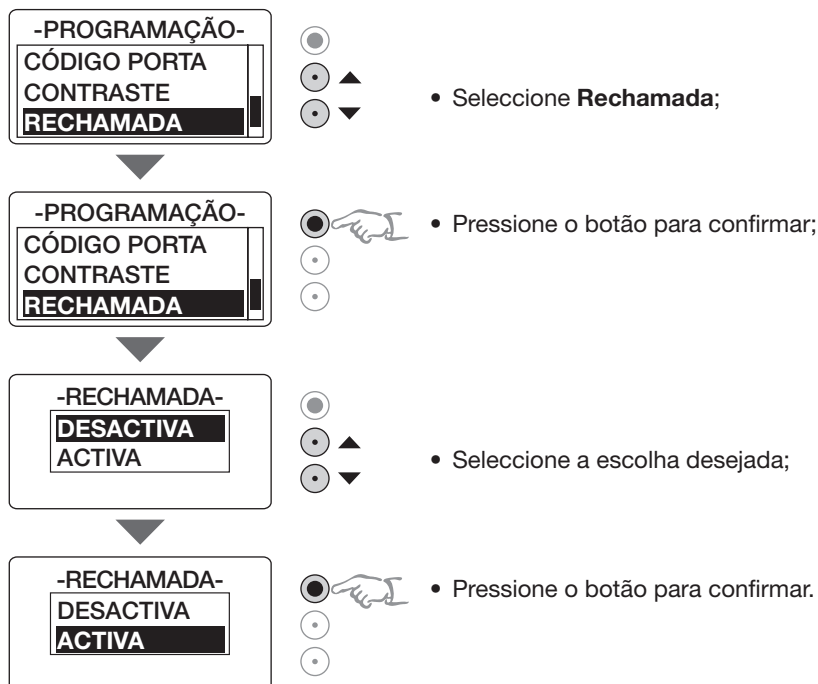 -PROGRAMAÇÃO-
CÓDIGO PORTA
CONTRASTE
RECHAMADA
• Seleccione Rechamada;
-PROGRAMAÇÃO-
CÓDIGO PORTA
CONTRASTE
RECHAMADA
• Pressione o botão para confirmar;
-RECHAMADA-
DESACTIVA
ACTIVA
• Seleccione a escolha desejada;
-RECHAMADA-
DESACTIVA
ACTIVA
• Pressione o botão para confirmar.